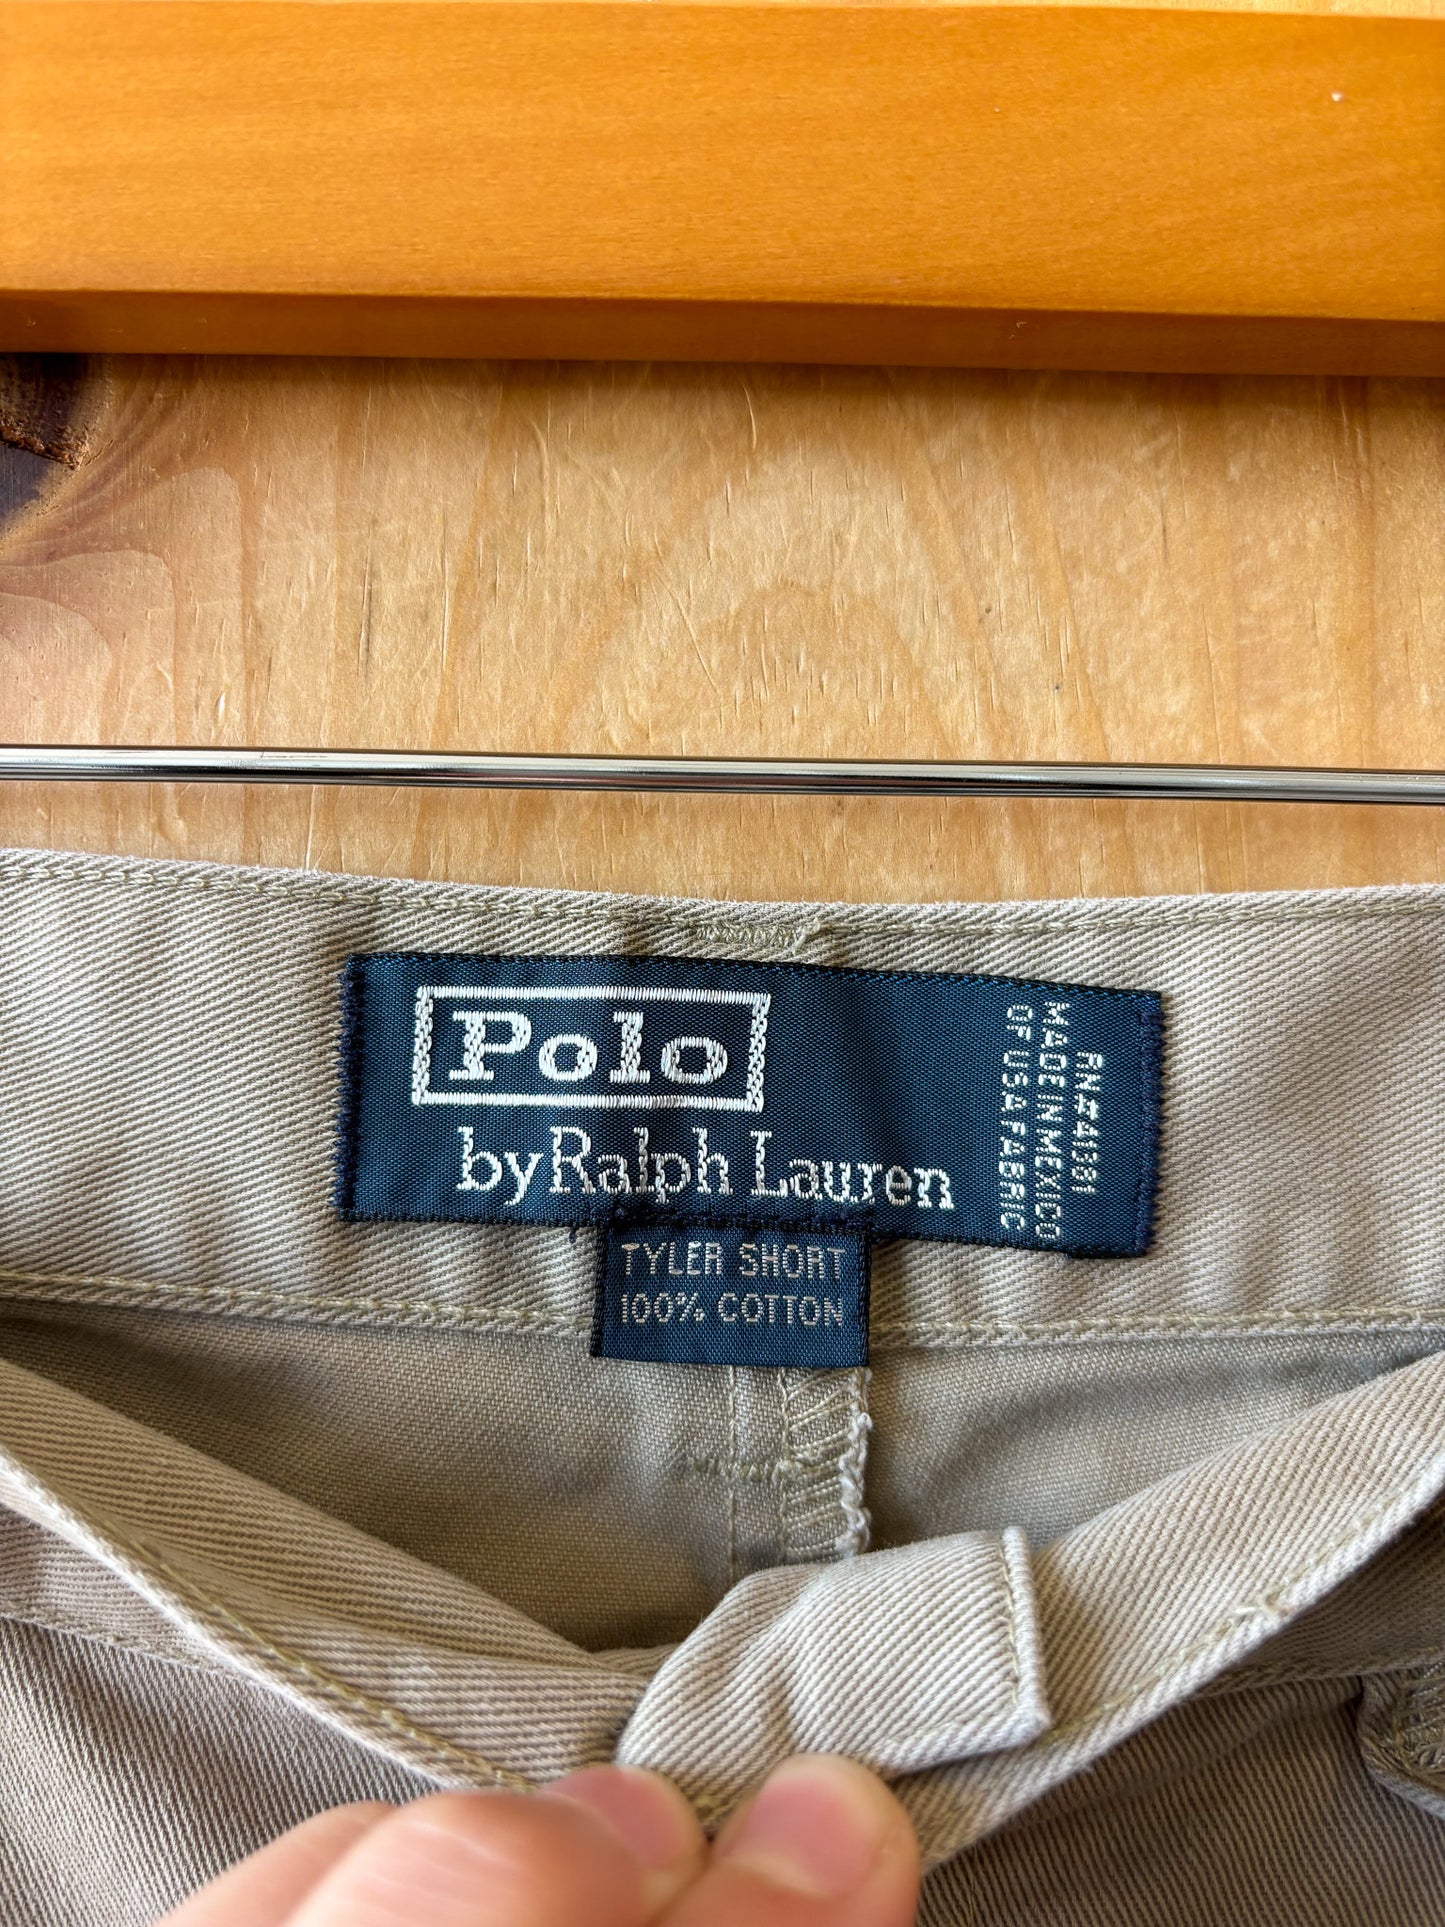 Polo
by Ralph Lauren
RN#41381
MADE IN MEXICO
OF USA FABRIC
TYLER SHORT
100% COTTON